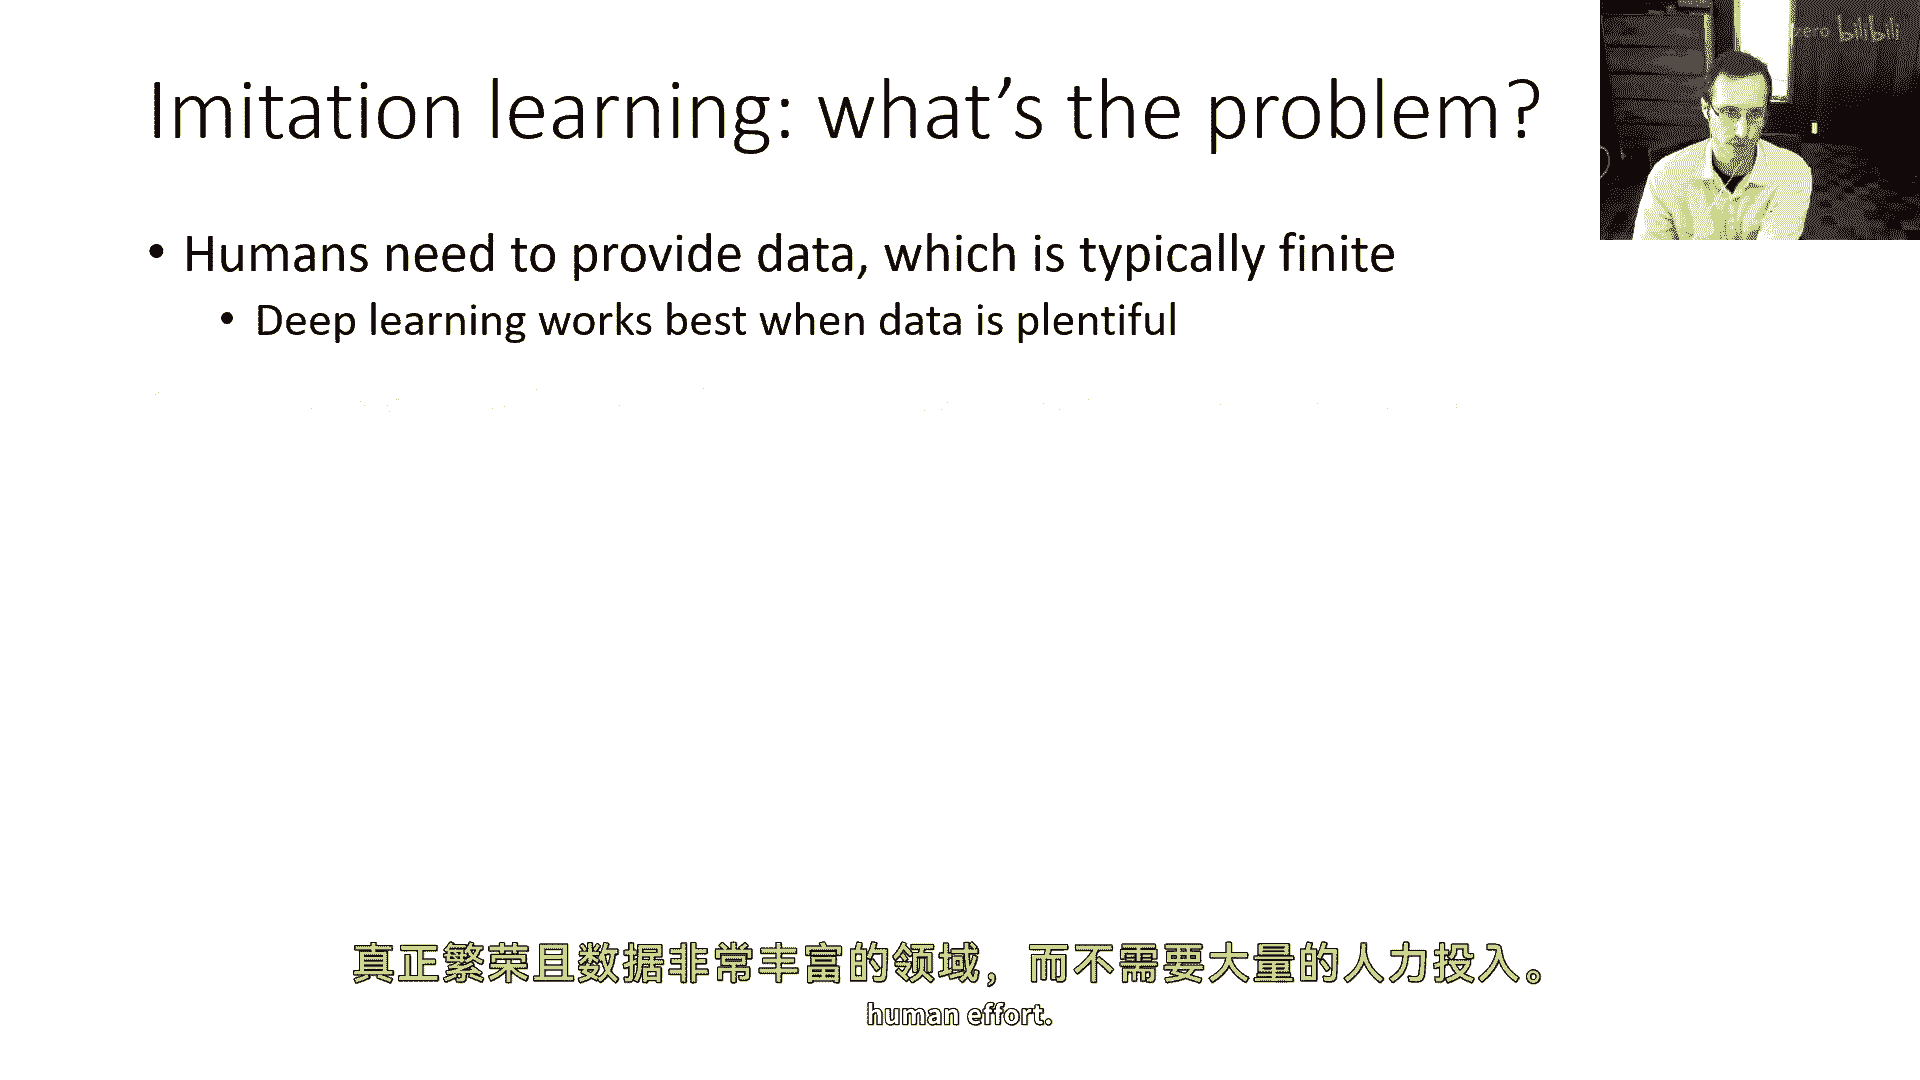 Imitation learning: what's the problem?
zero bilibili
• Humans need to provide data, which is typically finite
• Deep learning works best when data is plentiful
真正繁荣且数据非常丰富的领域，而不需要大量的人力投入。
human effort.